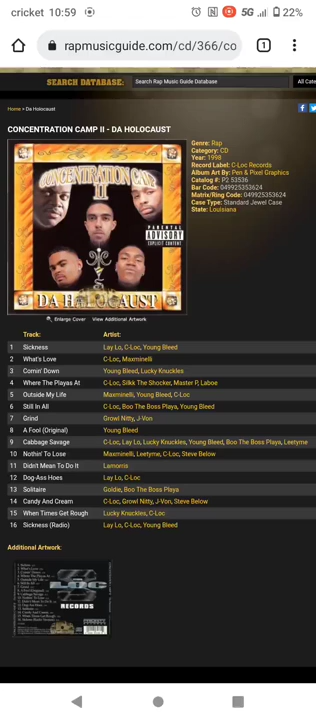 cricket 10:59 5G 22%
rapmusicguide.com/cd/366/co 1
SEARCH DATABASE: Search Rap Music Guide Database All Cate
Home » Da Holocaust
CONCENTRATION CAMP II - DA HOLOCAUST
Genre: Rap
Category: CD
Year: 1998
Record Label: C-Loc Records
Album Art By: Pen & Pixel Graphics
Catalog #: P2 53536
Bar Code: 049925353624
Matrix/Ring Code: 049925353624
Case Type: Standard Jewel Case
State: Louisiana
CONCENTRATION CAMP
II
PARENTAL
ADVISORY
EXPLICIT CONTENT
DA HOLOCAUST
Enlarge Cover View Additional Artwork
Track: Artist:
1 Sickness Lay Lo, C-Loc, Young Bleed
2 What's Love C-Loc, Maxminelli
3 Comin' Down Young Bleed, Lucky Knuckles
4 Where The Playas At C-Loc, Silkk The Shocker, Master P, Laboe
5 Outside My Life Maxminelli, Young Bleed, C-Loc
6 Still In All C-Loc, Boo The Boss Playa, Young Bleed
7 Grind Growl Nitty, J-Von
8 A Fool (Original) Young Bleed
9 Cabbage Savage C-Loc, Lay Lo, Lucky Knuckles, Young Bleed, Boo The Boss Playa, Leetyme
10 Nothin' To Lose Maxminelli, Leetyme, C-Loc, Steve Below
11 Didn't Mean To Do It Lamorris
12 Dog-Ass Hoes Lay Lo, C-Loc
13 Solitaire Goldie, Boo The Boss Playa
14 Candy And Cream C-Loc, Growl Nitty, J-Von, Steve Below
15 When Times Get Rough Lucky Knuckles, C-Loc
16 Sickness (Radio) Lay Lo, C-Loc, Young Bleed
Additional Artwork:
LOC
RECORDS